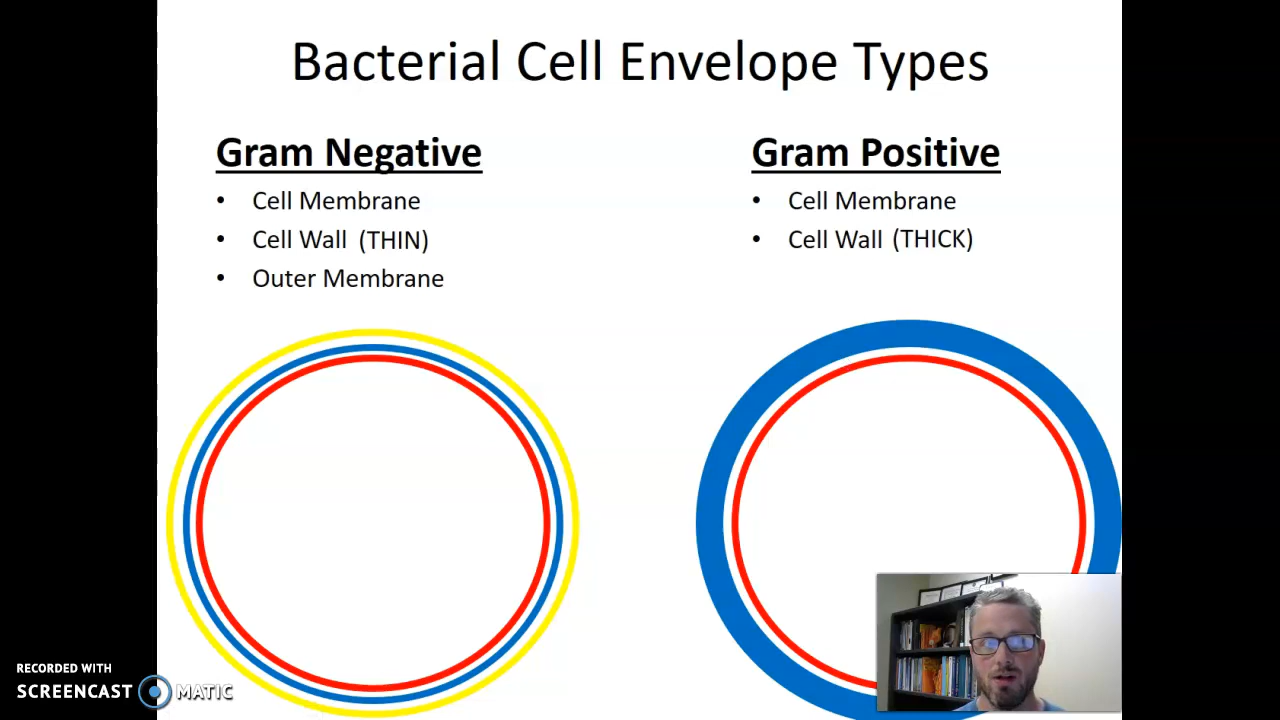 Bacterial Cell Envelope Types
Gram Negative
• Cell Membrane
• Cell Wall (THIN)
• Outer Membrane
Gram Positive
• Cell Membrane
• Cell Wall (THICK)
RECORDED WITH
SCREENCAST MATIC